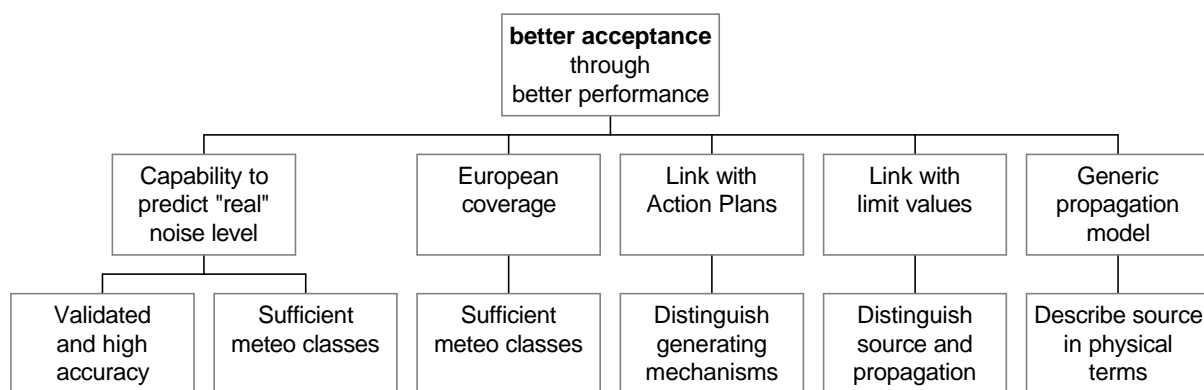 better acceptance
through
better performance
Capability to
predict "real"
noise level
European
coverage
Link with
Action Plans
Link with
limit values
Generic
propagation
model
Validated
and high
accuracy
Sufficient
meteo classes
Sufficient
meteo classes
Distinguish
generating
mechanisms
Distinguish
source and
propagation
Describe source
in physical
terms